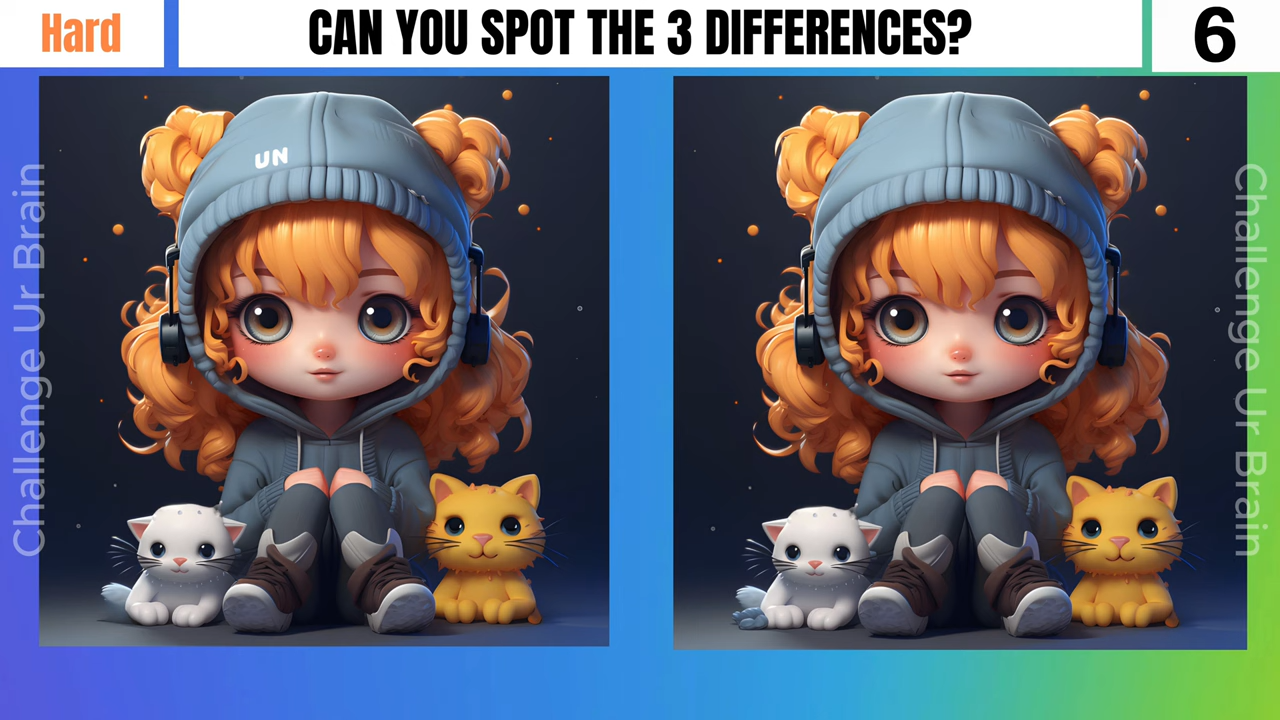 Hard
CAN YOU SPOT THE 3 DIFFERENCES?
6
UN
Challenge Ur Brain
Challenge Ur Brain